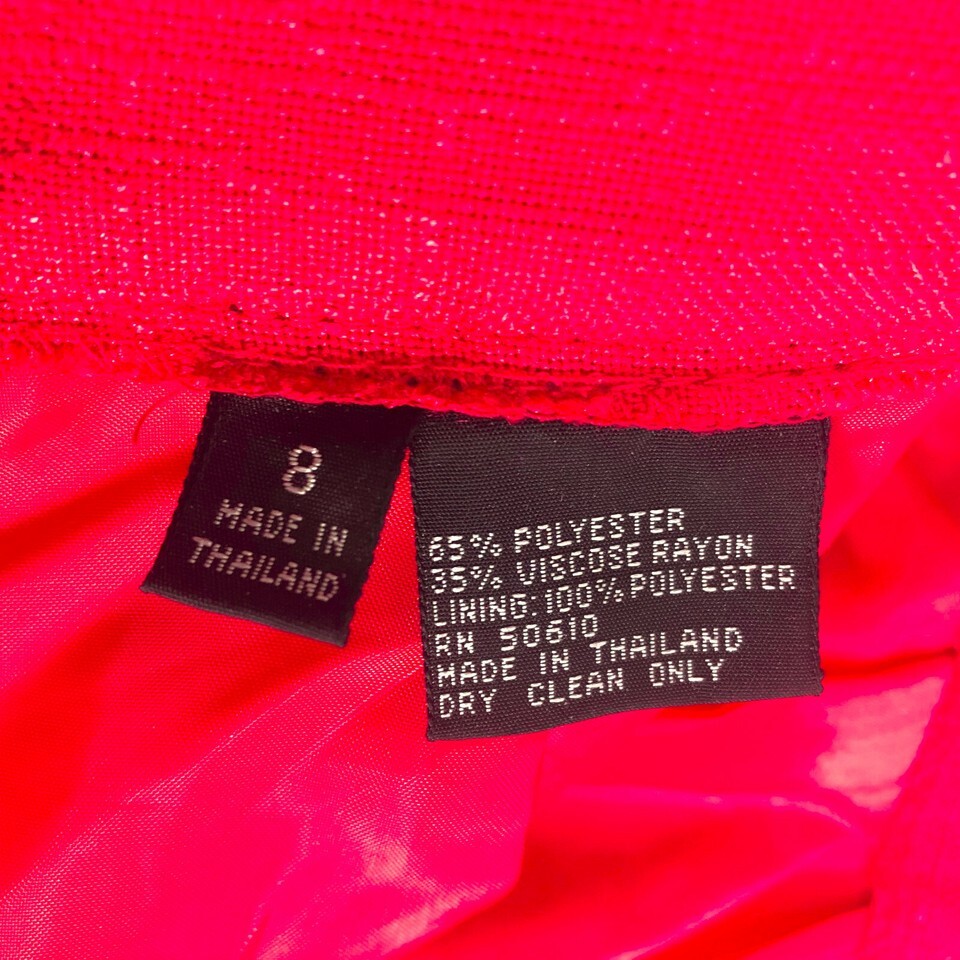 8
MADE IN
THAILAND
65% POLYESTER
35% VISCOSE RAYON
LINING:100% POLYESTER
RN 50610
MADE IN THAILAND
DRY CLEAN ONLY